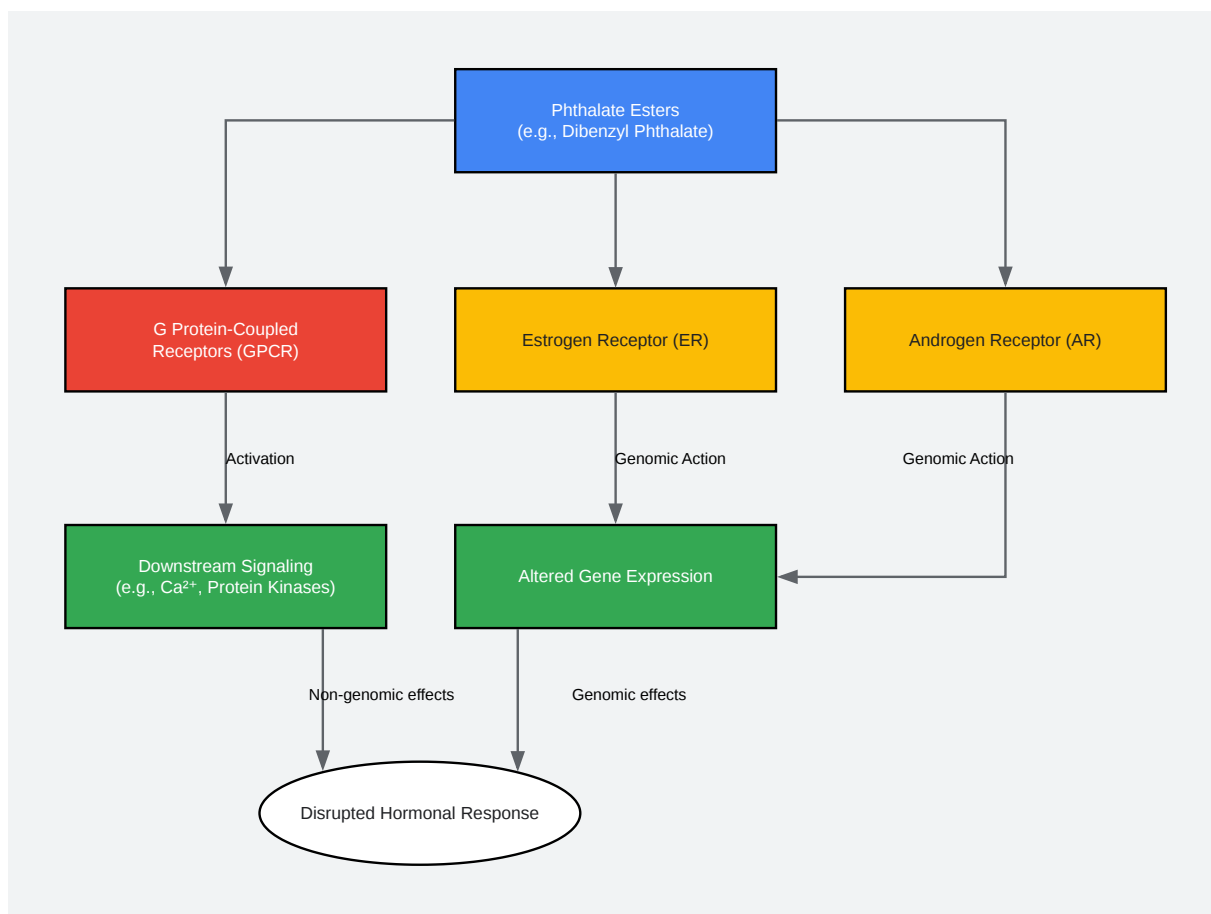 Phthalate Esters
(e.g., Dibenzyl Phthalate)
G Protein-Coupled
Receptors (GPCR)
Estrogen Receptor (ER)
Androgen Receptor (AR)
Activation
Genomic Action
Genomic Action
Downstream Signaling
(e.g., Ca²⁺, Protein Kinases)
Altered Gene Expression
Non-genomic effects
Genomic effects
Disrupted Hormonal Response